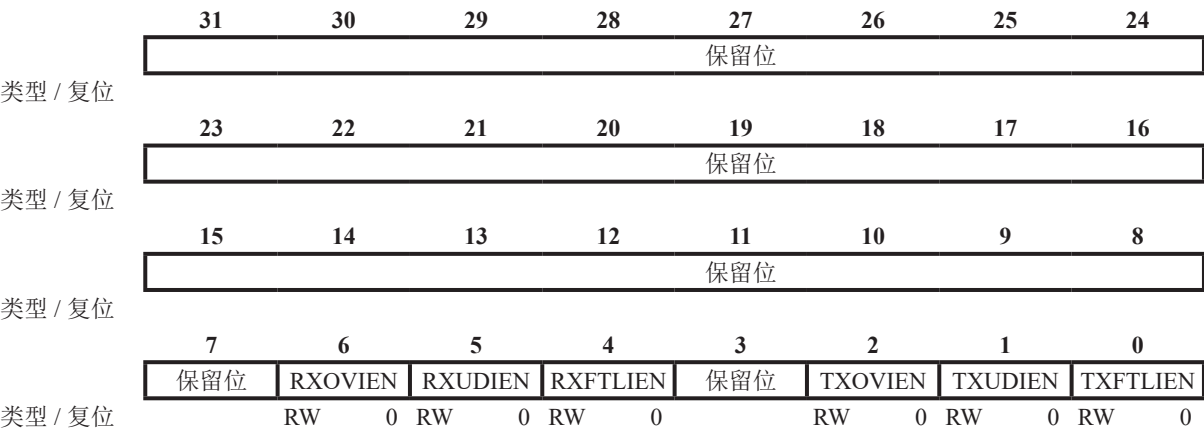 31 30 29 28 27 26 25 24
保留位
类型 / 复位
23 22 21 20 19 18 17 16
保留位
类型 / 复位
15 14 13 12 11 10 9 8
保留位
类型 / 复位
7 6 5 4 3 2 1 0
保留位 RXOVIEN RXUDIEN RXFTLIEN 保留位 TXOVIEN TXUDIEN TXFTLIEN
类型 / 复位 RW 0 RW 0 RW 0 RW 0 RW 0 RW 0